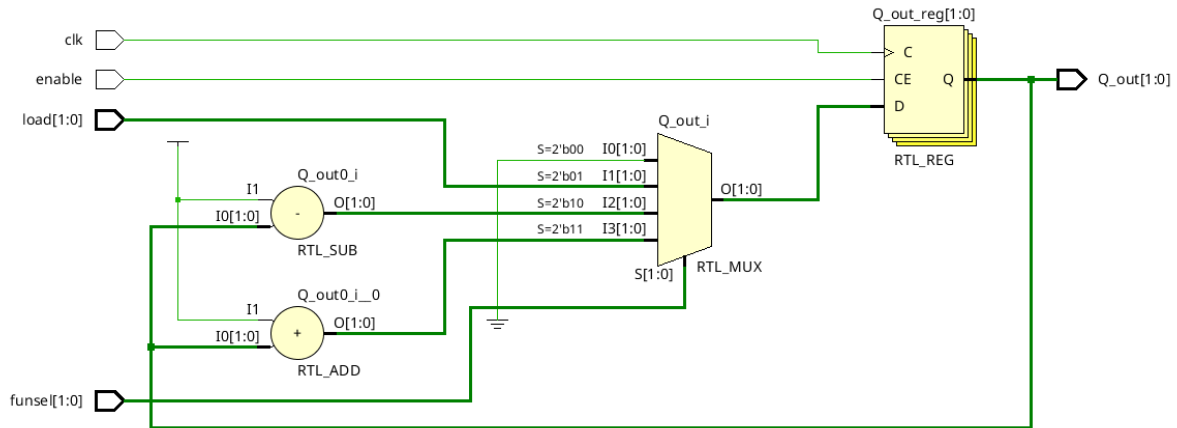 Q_out_reg[1:0]
clk
C
enable
CE
Q
Q_out[1:0]
load[1:0]
D
Q_out_i
RTL_REG
S=2'b00
I0[1:0]
S=2'b01
I1[1:0]
Q_out0_i
I1
O[1:0]
S=2'b10
I2[1:0]
O[1:0]
I0[1:0]
-
S=2'b11
I3[1:0]
RTL_SUB
S[1:0]
RTL_MUX
Q_out0_i__0
I1
O[1:0]
I0[1:0]
+
RTL_ADD
funsel[1:0]